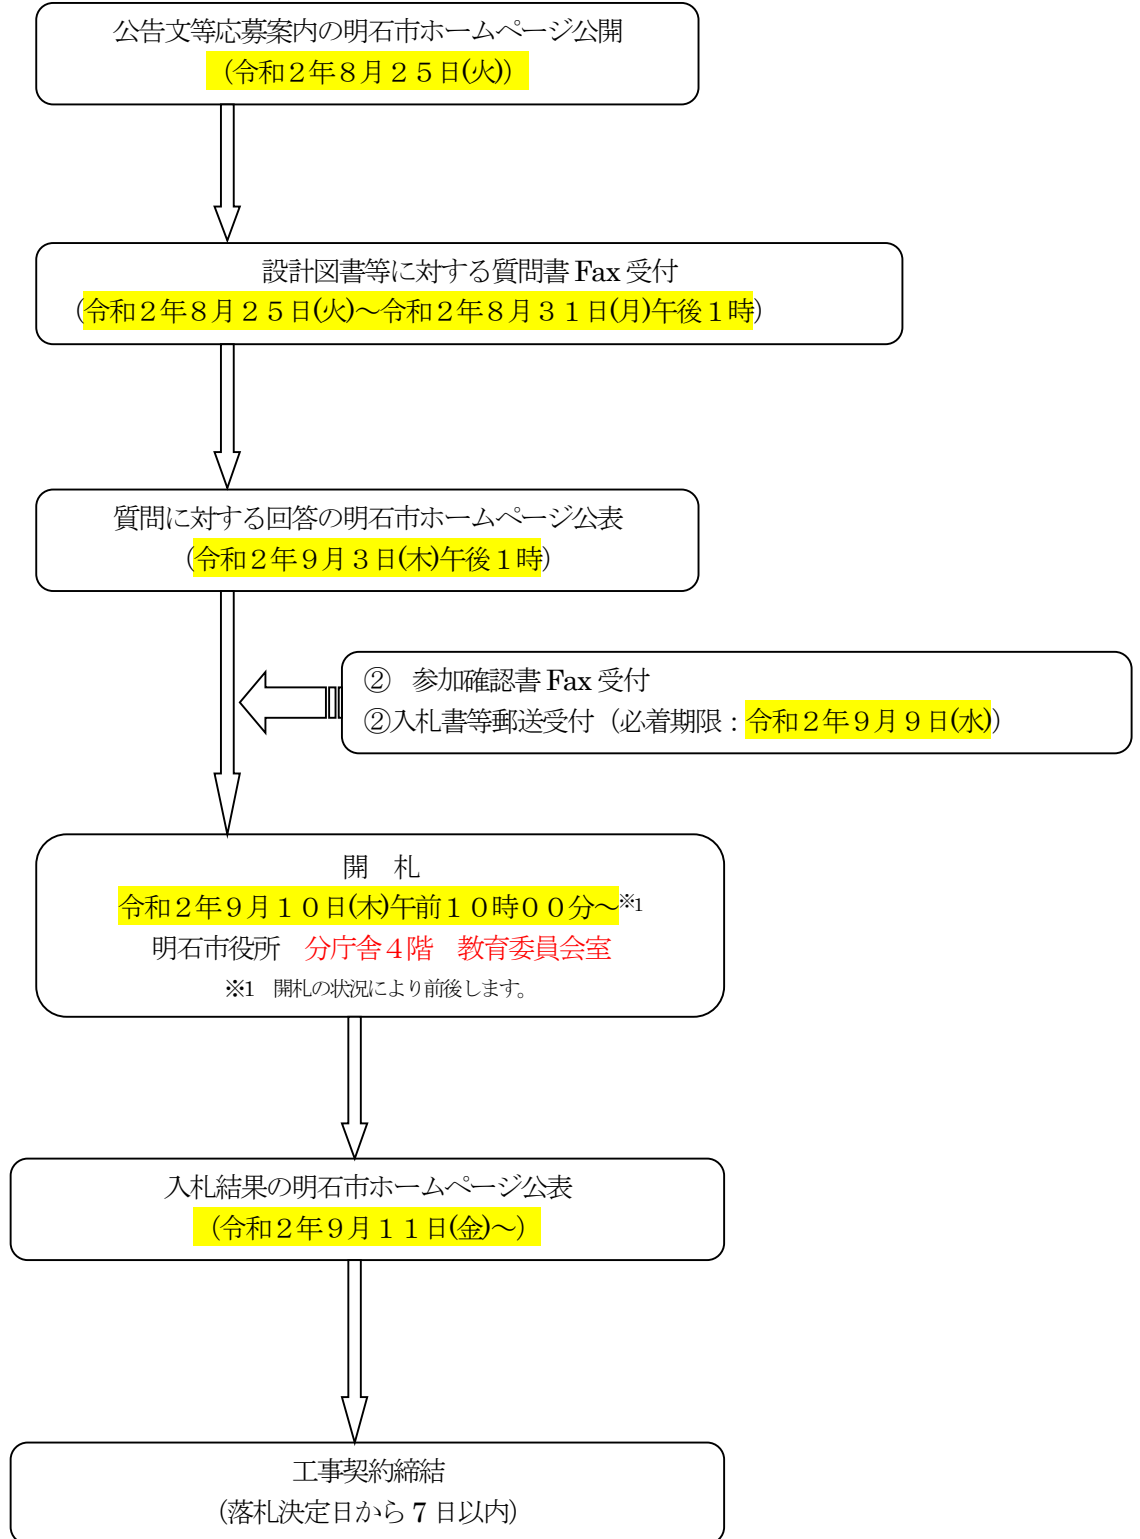 公告文等応募案内の明石市ホームページ公開
（令和２年８月２５日(火)）
設計図書等に対する質問書 Fax 受付
（令和２年８月２５日(火)～令和２年８月３１日(月)午後１時）
質問に対する回答の明石市ホームページ公表
（令和２年９月３日(木)午後１時）
②　参加確認書 Fax 受付
②入札書等郵送受付（必着期限：令和２年９月９日(水)）
開　札
令和２年９月１０日(木)午前１０時００分～※1
明石市役所　分庁舎４階　教育委員会室
※1　開札の状況により前後します。
入札結果の明石市ホームページ公表
（令和２年９月１１日(金)～）
工事契約締結
（落札決定日から 7 日以内）